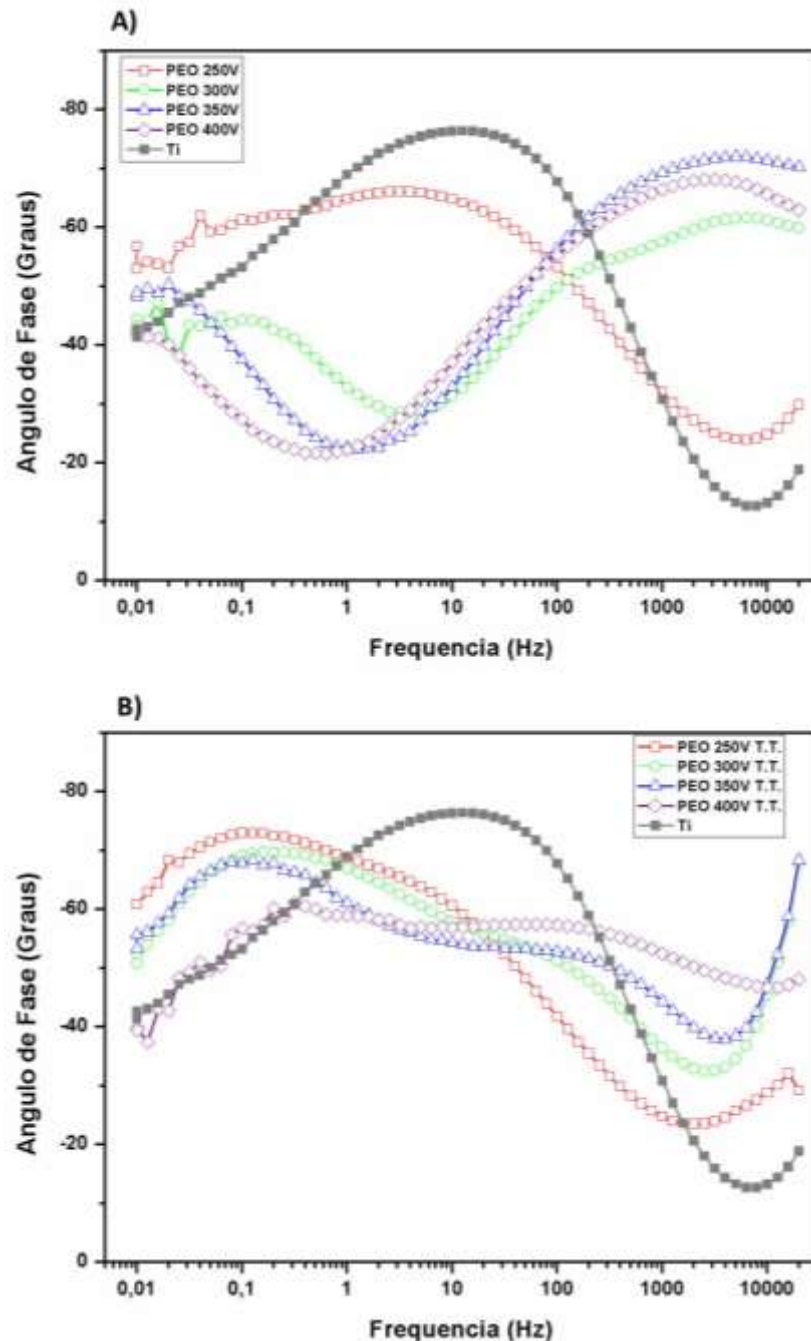 A)
PEO 250V
PEO 300V
PEO 350V
PEO 400V
Ti
Angulo de Fase (Graus)
-80
-60
-40
-20
0
0,01 0,1 1 10 100 1000 10000
Frequencia (Hz)
B)
PEO 250V T.T.
PEO 300V T.T.
PEO 350V T.T.
PEO 400V T.T.
Ti
Angulo de Fase (Graus)
-80
-60
-40
-20
0
0,01 0,1 1 10 100 1000 10000
Frequencia (Hz)